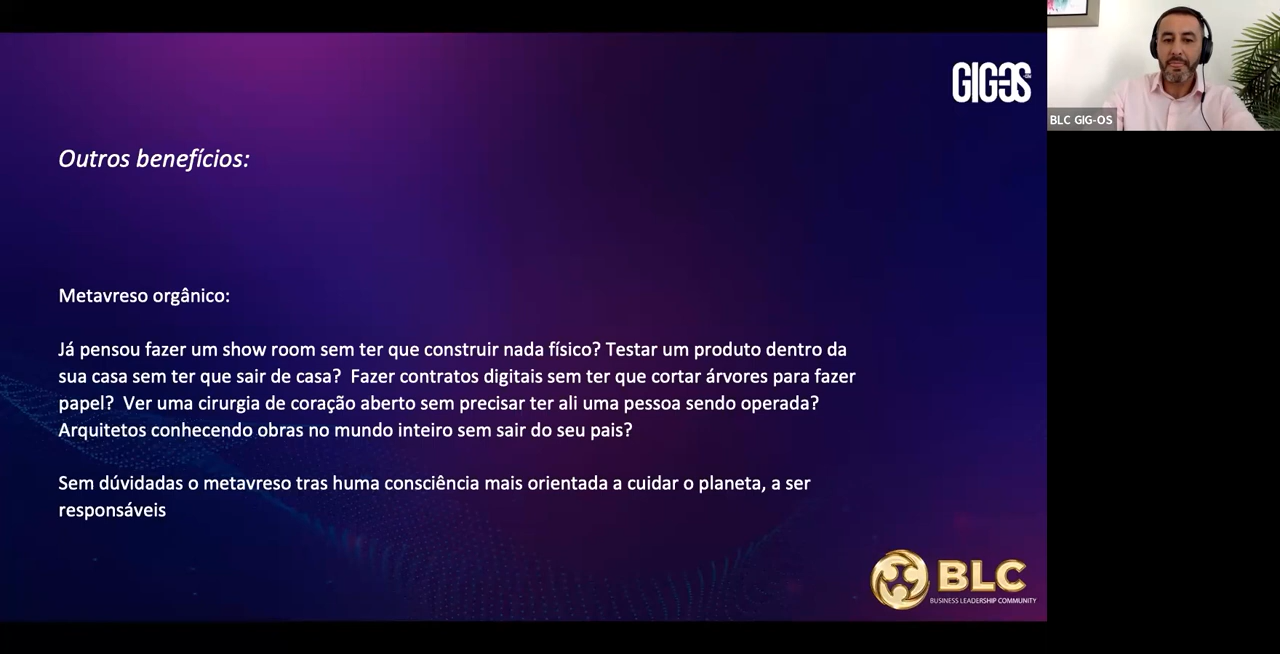 GIGOS
BLC GIG-OS
Outros benefícios:
Metavreso orgânico:
Já pensou fazer um show room sem ter que construir nada físico? Testar um produto dentro da
sua casa sem ter que sair de casa? Fazer contratos digitais sem ter que cortar árvores para fazer
papel? Ver uma cirurgia de coração aberto sem precisar ter ali uma pessoa sendo operada?
Arquitetos conhecendo obras no mundo inteiro sem sair do seu pais?
Sem dúvidadas o metavreso tras huma consciência mais orientada a cuidar o planeta, a ser
responsáveis
BLC
BUSINESS LEADERSHIP COMMUNITY